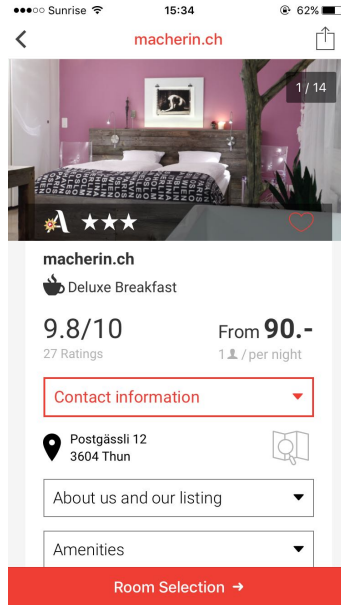 Sunrise 15:34 62%
macherin.ch
1 / 14
A
macherin.ch
Deluxe Breakfast
9.8/10 From 90.-
27 Ratings 1 / per night
Contact information
Postgässli 12
3604 Thun
About us and our listing
Amenities
Room Selection →